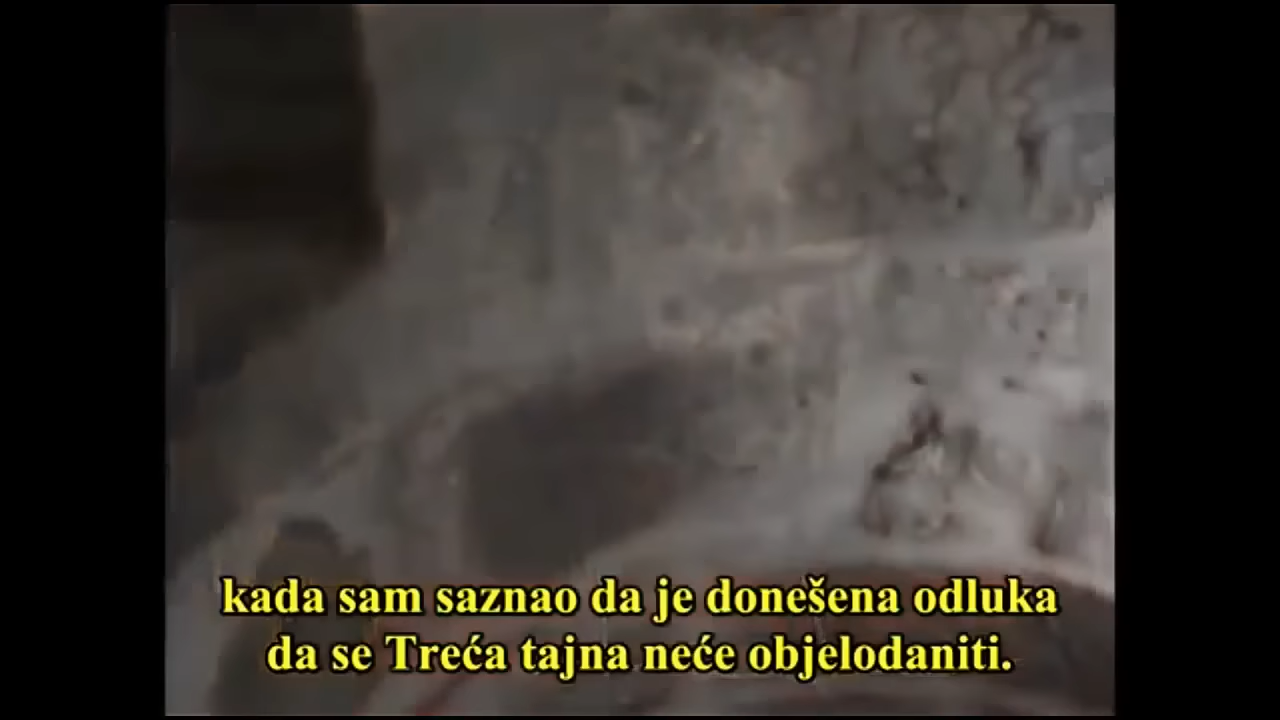 kada sam saznao da je donešena odluka
da se Treća tajna neće objelodaniti.